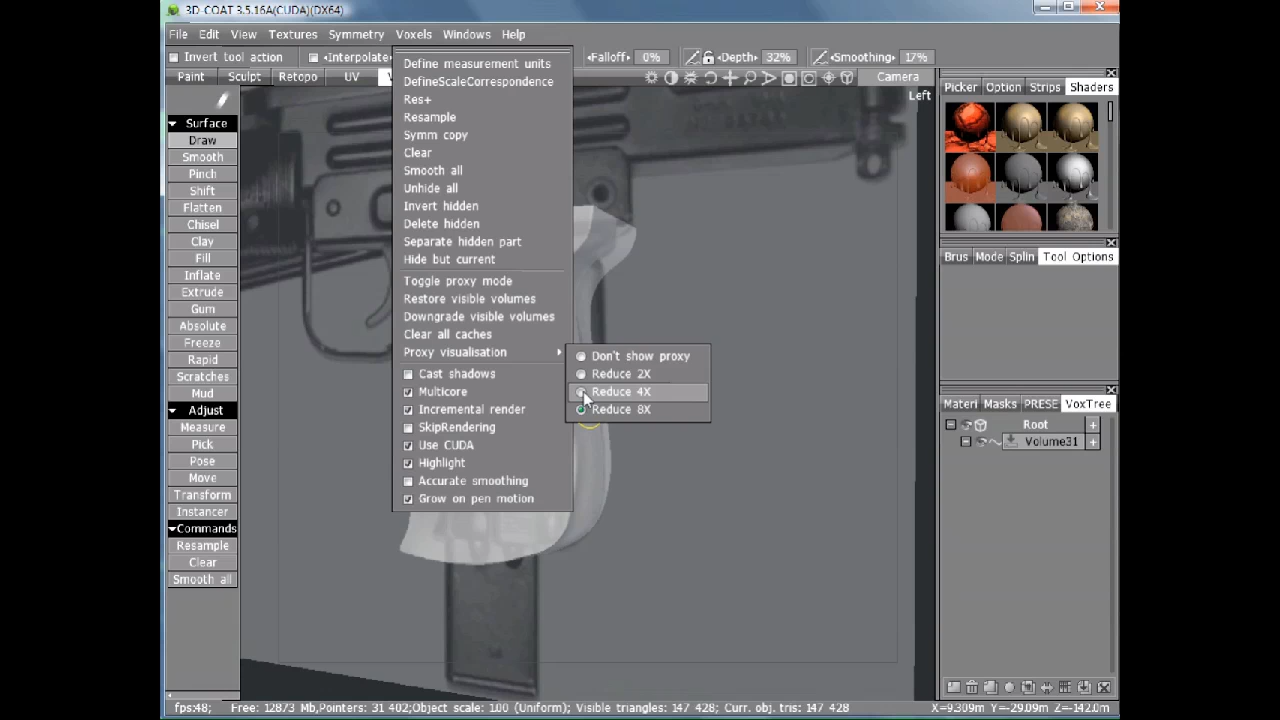 3D-COAT 3.5.16A(CUDA)(DX64)
File Edit View Textures Symmetry Voxels Windows Help
Invert tool action Interpolate Falloff 0% Depth 32% Smoothing 17%
Paint Sculpt Retopo UV Camera
Left
Surface
Draw
Smooth
Pinch
Shift
Flatten
Chisel
Clay
Fill
Inflate
Extrude
Gum
Absolute
Freeze
Rapid
Scratches
Mud
Adjust
Measure
Pick
Pose
Move
Transform
Instancer
Commands
Resample
Clear
Smooth all
Define measurement units
DefineScaleCorrespondence
Res+
Resample
Symm copy
Clear
Smooth all
Unhide all
Invert hidden
Delete hidden
Separate hidden part
Hide but current
Toggle proxy mode
Restore visible volumes
Downgrade visible volumes
Clear all caches
Proxy visualisation
Cast shadows
Multicore
Incremental render
SkipRendering
Use CUDA
Highlight
Accurate smoothing
Grow on pen motion
Don't show proxy
Reduce 2X
Reduce 4X
Reduce 8X
Picker Option Strips Shaders
Brus Mode Splin Tool Options
Materi Masks PRESE VoxTree
Root +
Volume31 +
fps:48; Free: 12873 Mb,Pointers: 31 402;Object scale: 1.00 (Uniform); Visible triangles: 147 428; Curr. obj. tris: 147 428 X=9.309m Y=-29.09m Z=-142.0m